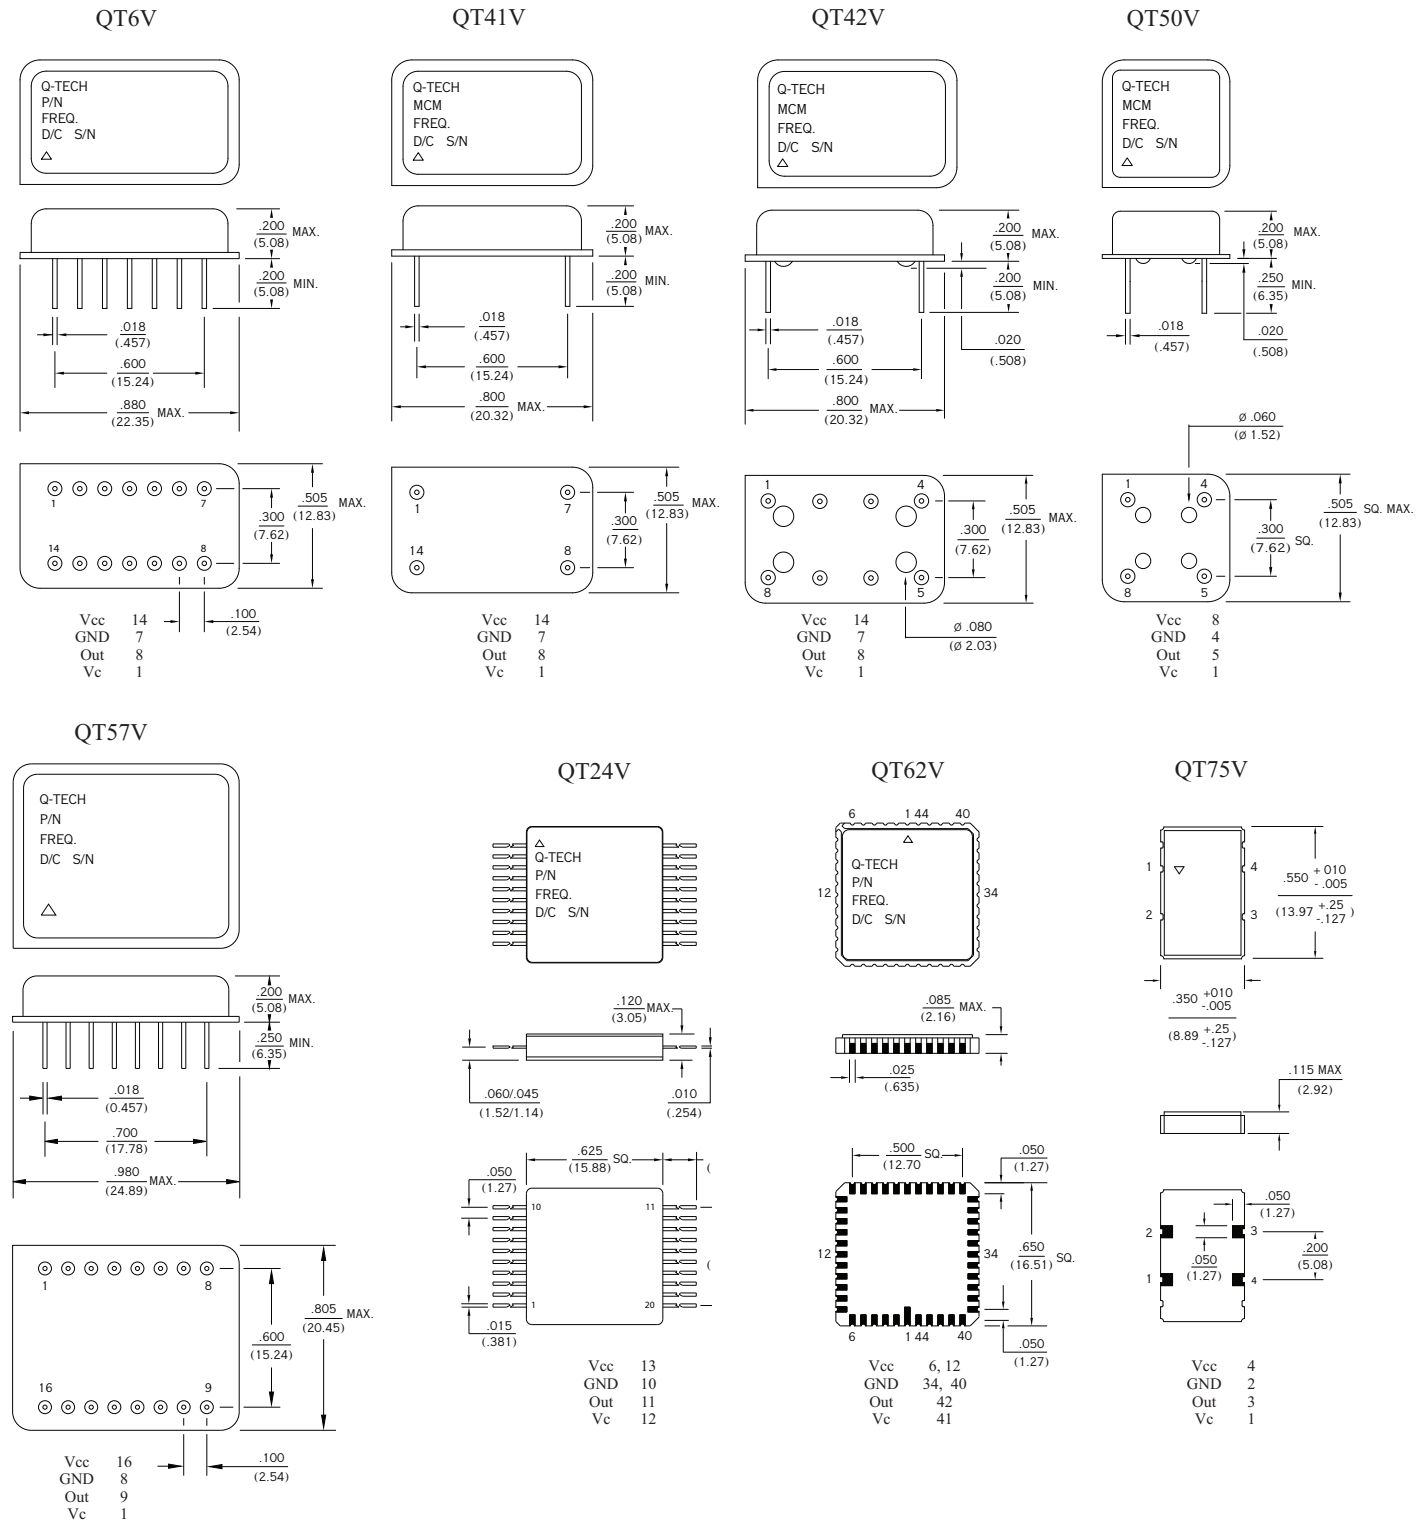 QT6V
Q-TECH
P/N
FREQ.
D/C S/N
.200
(5.08)
MAX.
.200
(5.08)
MIN.
.018
(.457)
.600
(15.24)
.880
(22.35)
MAX.
1
7
14
8
.300
(7.62)
.505
(12.83)
MAX.
.100
(2.54)
Vcc 14
GND 7
Out 8
Vc 1
QT41V
Q-TECH
MCM
FREQ.
D/C S/N
.200
(5.08)
MAX.
.200
(5.08)
MIN.
.018
(.457)
.600
(15.24)
.800
(20.32)
MAX.
1
7
14
8
.300
(7.62)
.505
(12.83)
MAX.
Vcc 14
GND 7
Out 8
Vc 1
QT42V
Q-TECH
MCM
FREQ.
D/C S/N
.200
(5.08)
MAX.
.200
(5.08)
MIN.
.018
(.457)
.020
(.508)
.600
(15.24)
.800
(20.32)
MAX.
1
4
8
5
.300
(7.62)
.505
(12.83)
MAX.
ø .080
(ø 2.03)
Vcc 14
GND 7
Out 8
Vc 1
QT50V
Q-TECH
MCM
FREQ.
D/C S/N
.200
(5.08)
MAX.
.250
(6.35)
MIN.
.018
(.457)
.020
(.508)
ø .060
(ø 1.52)
1
4
8
5
.300
(7.62)
SQ.
.505
(12.83)
SQ. MAX.
Vcc 8
GND 4
Out 5
Vc 1
QT57V
Q-TECH
P/N
FREQ.
D/C S/N
.200
(5.08)
MAX.
.250
(6.35)
MIN.
.018
(0.457)
.700
(17.78)
.980
(24.89)
MAX.
1
8
16
9
.600
(15.24)
.805
(20.45)
MAX.
.100
(2.54)
Vcc 16
GND 8
Out 9
Vc 1
QT24V
Q-TECH
P/N
FREQ.
D/C S/N
.120
(3.05)
MAX.
.060/.045
(1.52/1.14)
.010
(.254)
.625
(15.88)
SQ.
(
.050
(1.27)
10
11
1
20
(
.015
(.381)
Vcc 13
GND 10
Out 11
Vc 12
QT62V
6 1 44 40
12
34
Q-TECH
P/N
FREQ.
D/C S/N
.085
(2.16)
MAX.
.025
(.635)
.500
(12.70
SQ.
.050
(1.27)
12
34
.650
(16.51)
SQ.
6 1 44 40
.050
(1.27)
Vcc 6, 12
GND 34, 40
Out 42
Vc 41
QT75V
1
4
2
3
.550 + 010
- .005
(13.97 +.25
-.127 )
.350 +010
-.005
(8.89 +.25
-.127)
.115 MAX
(2.92)
.050
(1.27)
2
3
1
4
.050
(1.27)
.200
(5.08)
Vcc 4
GND 2
Out 3
Vc 1